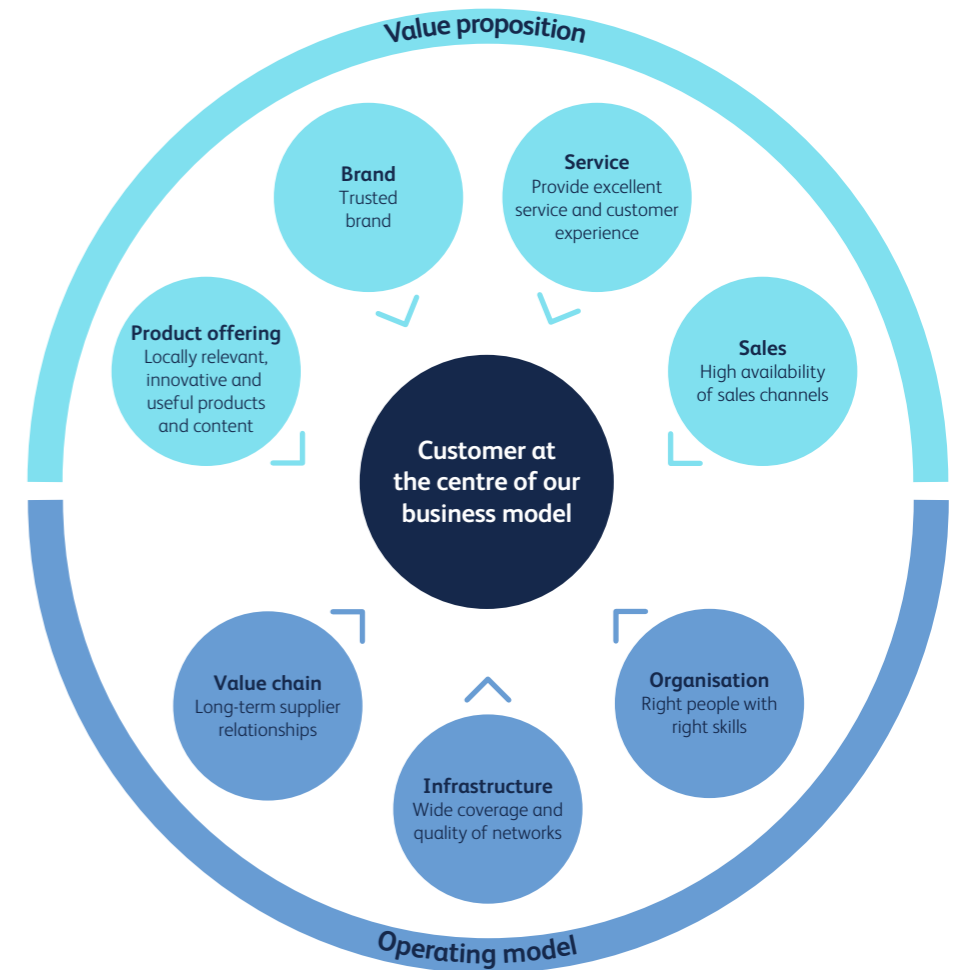 Value proposition
Brand
Trusted
brand
Service
Provide excellent
service and customer
experience
Product offering
Locally relevant,
innovative and
useful products
and content
Sales
High availability
of sales channels
Customer at
the centre of our
business model
Value chain
Long-term supplier
relationships
Infrastructure
Wide coverage and
quality of networks
Organisation
Right people with
right skills
Operating model